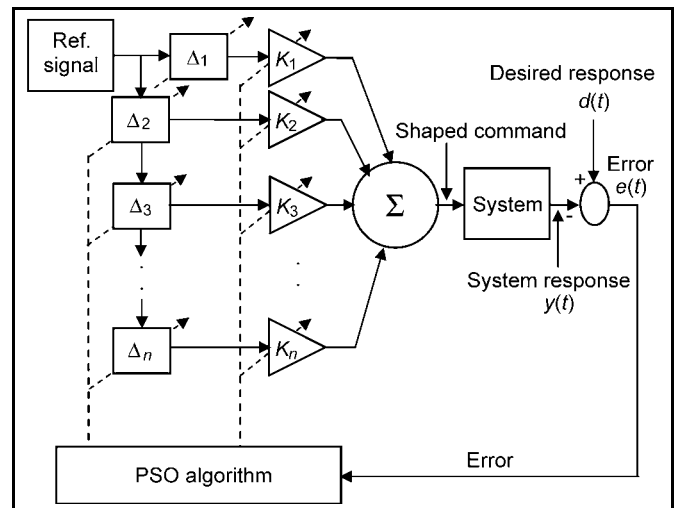 Ref.
signal
Δ1
K1
Δ2
K2
Δ3
K3
Δn
Kn
Σ
Shaped command
System
Desired response
d(t)
+
-
Error
e(t)
System response
y(t)
PSO algorithm
Error